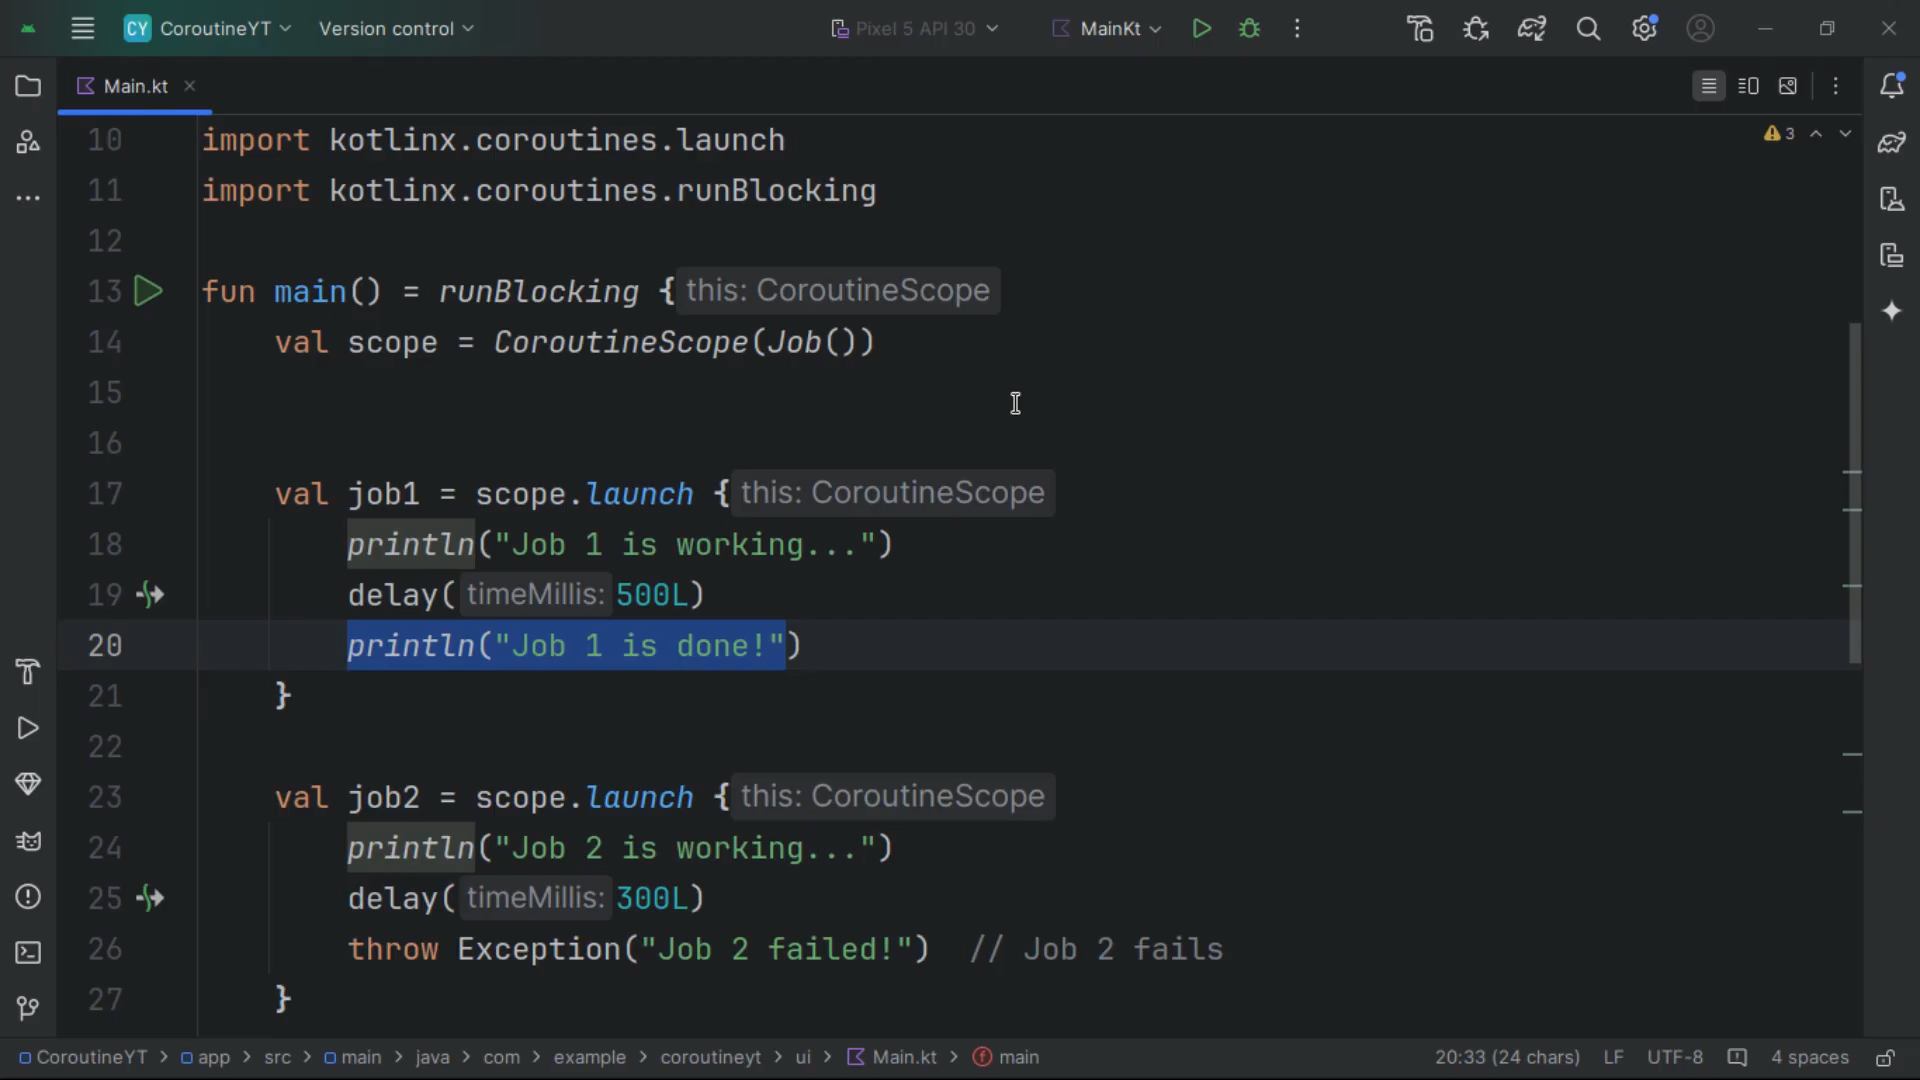 CY CoroutineYT Version control Pixel 5 API 30 MainKt
Main.kt
3
10 import kotlinx.coroutines.launch
11 import kotlinx.coroutines.runBlocking
12
13 fun main() = runBlocking { this: CoroutineScope
14 val scope = CoroutineScope(Job())
15
16
17 val job1 = scope.launch { this: CoroutineScope
18 println("Job 1 is working...")
19 delay( timeMillis: 500L)
20 println("Job 1 is done!")
21 }
22
23 val job2 = scope.launch { this: CoroutineScope
24 println("Job 2 is working...")
25 delay( timeMillis: 300L)
26 throw Exception("Job 2 failed!") // Job 2 fails
27 }
CoroutineYT > app > src > main > java > com > example > coroutineyt > ui > Main.kt > main 20:33 (24 chars) LF UTF-8 4 spaces